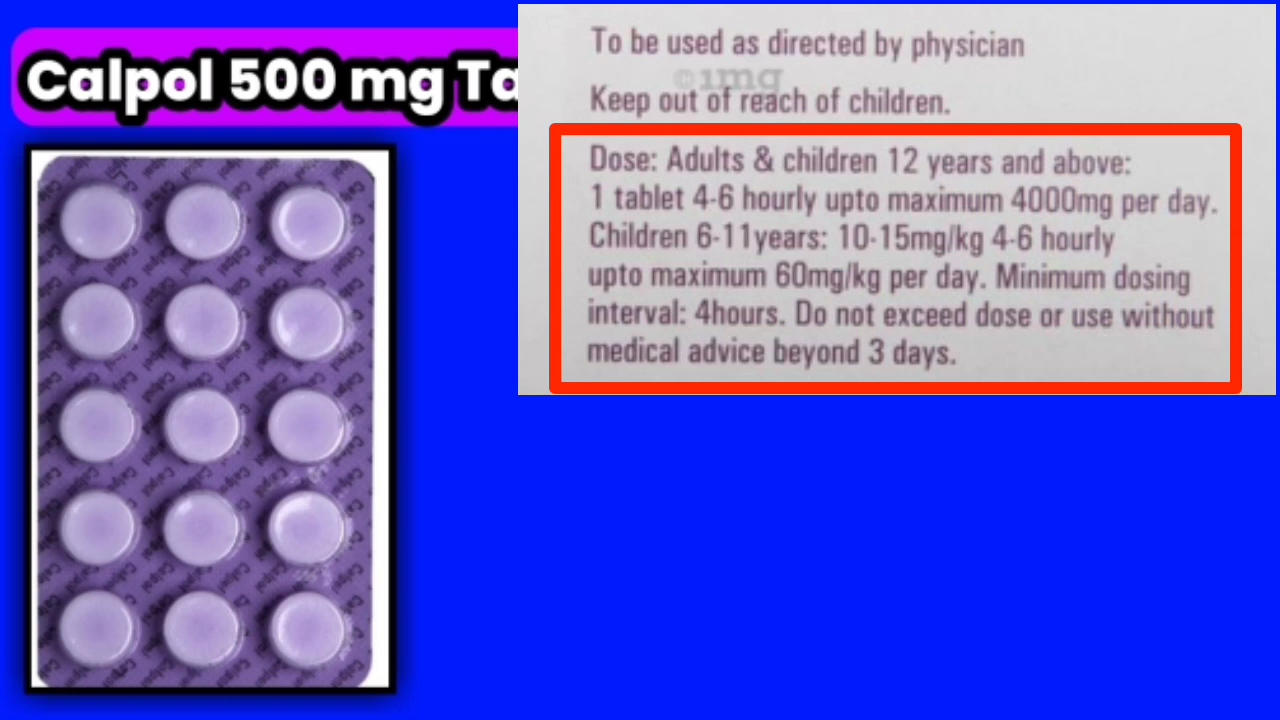 Calpol 500 mg Ta
To be used as directed by physician
1mg
Keep out of reach of children.
Dose: Adults & children 12 years and above:
1 tablet 4-6 hourly upto maximum 4000mg per day.
Children 6-11years: 10-15mg/kg 4-6 hourly
upto maximum 60mg/kg per day. Minimum dosing
interval: 4hours. Do not exceed dose or use without
medical advice beyond 3 days.